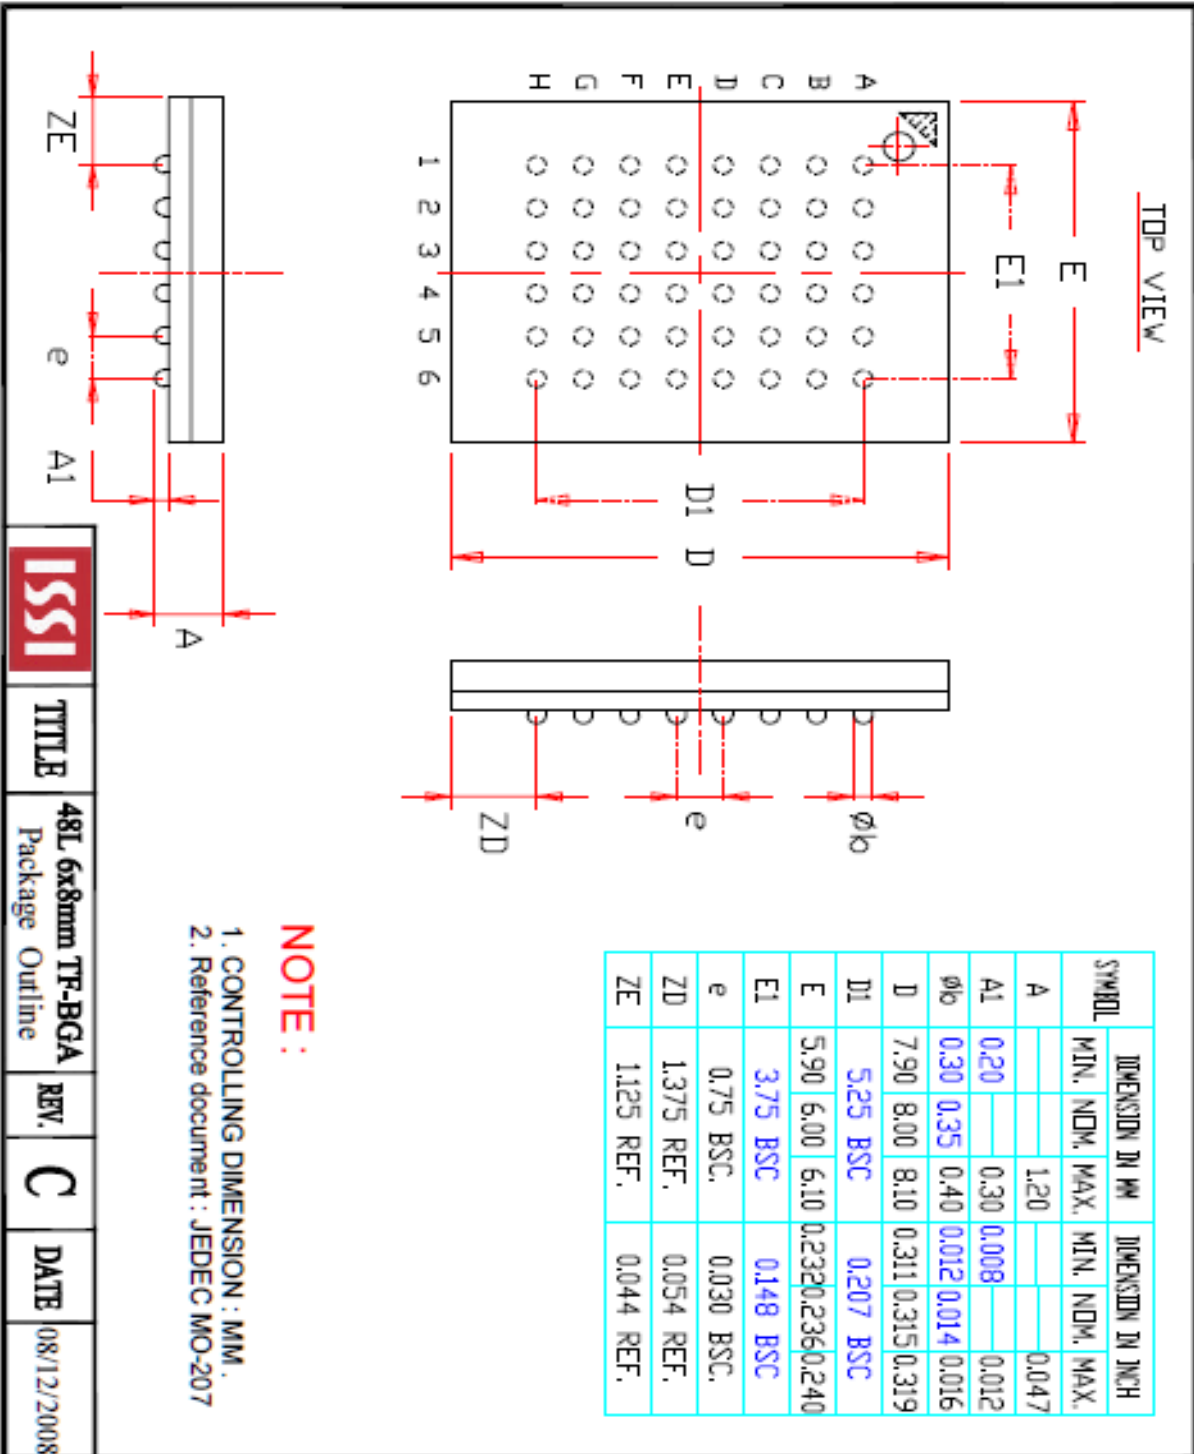 TOP VIEW
A B C D E F G H
1 2 3 4 5 6
E
E1
D1
D
ZE
e
A1
A
Øb
e
ZD
SYMBOL DIMENSION IN MM DIMENSION IN INCH
MIN. NOM. MAX. MIN. NOM. MAX.
A 1.20 0.047
A1 0.20 0.30 0.008 0.012
Øb 0.30 0.35 0.40 0.012 0.014 0.016
D 7.90 8.00 8.10 0.311 0.315 0.319
D1 5.25 BSC 0.207 BSC
E 5.90 6.00 6.10 0.232 0.236 0.240
E1 3.75 BSC 0.148 BSC
e 0.75 BSC. 0.030 BSC.
ZD 1.375 REF. 0.054 REF.
ZE 1.125 REF. 0.044 REF.
NOTE :
1. CONTROLLING DIMENSION : MM .
2. Reference document : JEDEC MO-207
ISSI
TITLE
48L 6x8mm TF-BGA
Package Outline
REV.
C
DATE
08/12/2008